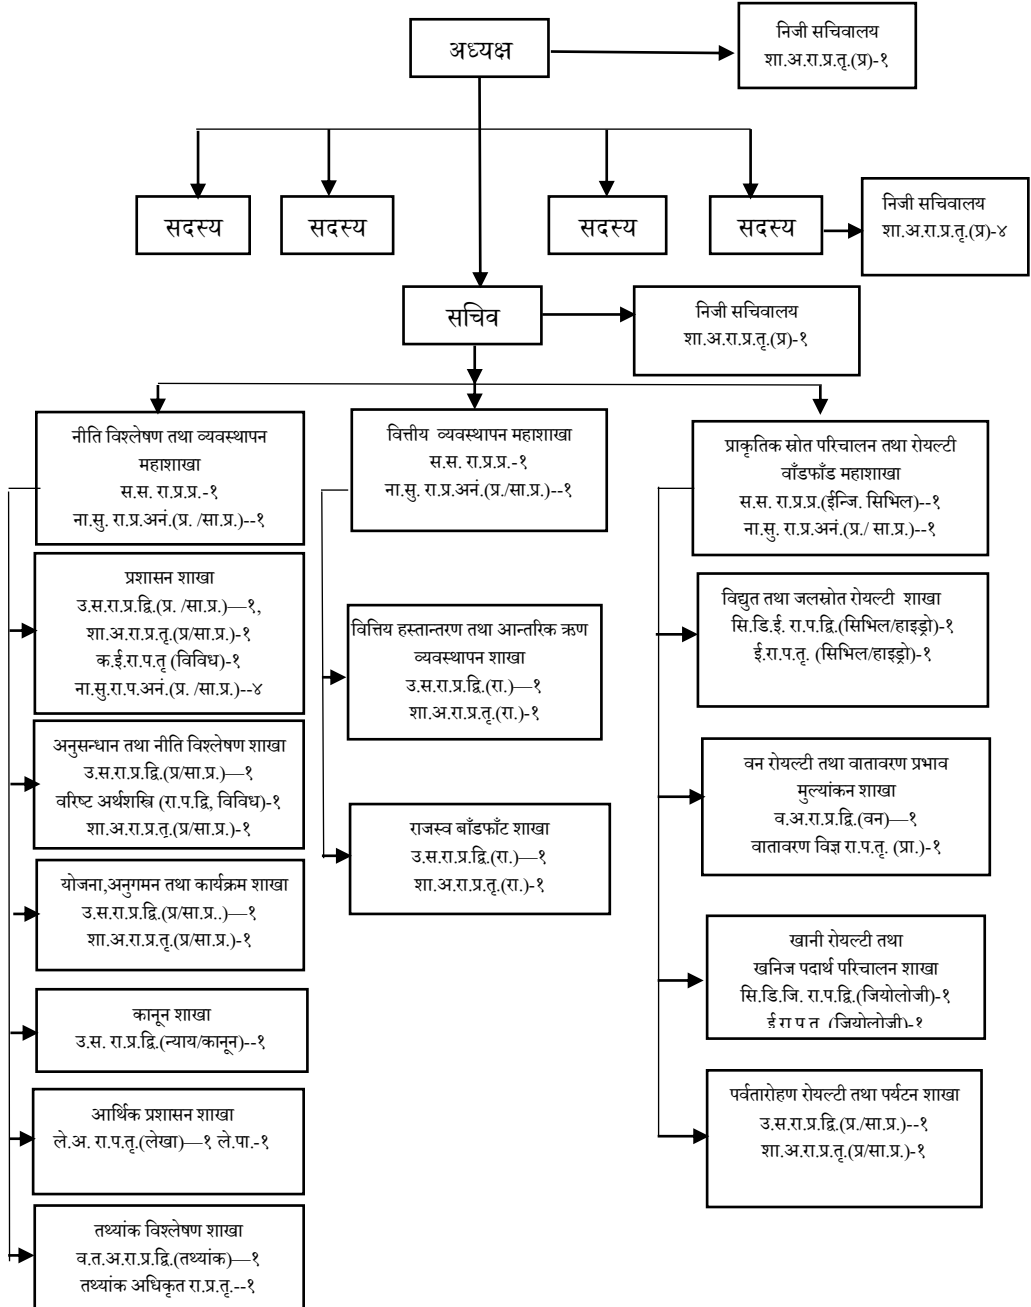 अध्यक्ष
निजी सचिवालय
शा.अ.रा.प्र.तृ.(प्र)-१
सदस्य
सदस्य
सदस्य
सदस्य
निजी सचिवालय
शा.अ.रा.प्र.तृ.(प्र)-४
सचिव
निजी सचिवालय
शा.अ.रा.प्र.तृ.(प्र)-१
नीति विश्लेषण तथा व्यवस्थापन
महाशाखा
स.स. रा.प्र.प्र.-१
ना.सु. रा.प्र.अनं.(प्र. /सा.प्र.)--१
प्रशासन शाखा
उ.स.रा.प्र.द्वि.(प्र. /सा.प्र.)—१,
शा.अ.रा.प्र.तृ.(प्र/सा.प्र.)-१
क.ई.रा.प.तृ (विविध)-१
ना.सु.रा.प.अनं.(प्र. /सा.प्र.)--४
अनुसन्धान तथा नीति विश्लेषण शाखा
उ.स.रा.प्र.द्वि.(प्र/सा.प्र.)—१
वरिष्ट अर्थशस्त्रि (रा.प.द्वि, विविध)-१
शा.अ.रा.प्र.तृ.(प्र/सा.प्र.)-१
योजना,अनुगमन तथा कार्यक्रम शाखा
उ.स.रा.प्र.द्वि.(प्र/सा.प्र..)—१
शा.अ.रा.प्र.तृ.(प्र/सा.प्र.)-१
कानून शाखा
उ.स. रा.प्र.द्वि.(न्याय/कानून)--१
आर्थिक प्रशासन शाखा
ले.अ. रा.प.तृ.(लेखा)—१ ले.पा.-१
तथ्यांक विश्लेषण शाखा
व.त.अ.रा.प्र.द्वि.(तथ्यांक)—१
तथ्यांक अधिकृत रा.प्र.तृ.--१
वित्तीय व्यवस्थापन महाशाखा
स.स. रा.प्र.प्र.-१
ना.सु. रा.प्र.अनं.(प्र./सा.प्र.)--१
वित्तिय हस्तान्तरण तथा आन्तरिक ऋण
व्यवस्थापन शाखा
उ.स.रा.प्र.द्वि.(रा.)—१
शा.अ.रा.प्र.तृ.(रा.)-१
राजस्व बाँडफाँट शाखा
उ.स.रा.प्र.द्वि.(रा.)—१
शा.अ.रा.प्र.तृ.(रा.)-१
प्राकृतिक स्रोत परिचालन तथा रोयल्टी
वाँडफाँड महाशाखा
स.स. रा.प्र.प्र.(ईन्जि. सिभिल)--१
ना.सु. रा.प्र.अनं.(प्र./ सा.प्र.)--१
विद्युत तथा जलस्रोत रोयल्टी शाखा
सि.डि.ई. रा.प.द्वि.(सिभिल/हाइड्रो)-१
ई.रा.प.तृ. (सिभिल/हाइड्रो)-१
वन रोयल्टी तथा वातावरण प्रभाव
मुल्यांकन शाखा
व.अ.रा.प्र.द्वि.(वन)—१
वातावरण विज्ञ रा.प.तृ. (प्रा.)-१
खानी रोयल्टी तथा
खनिज पदार्थ परिचालन शाखा
सि.डि.जि. रा.प.द्वि.(जियोलोजी)-१
ई.रा.प.तृ. (जियोलोजी)-१
पर्वतारोहण रोयल्टी तथा पर्यटन शाखा
उ.स.रा.प्र.द्वि.(प्र./सा.प्र.)--१
शा.अ.रा.प्र.तृ.(प्र/सा.प्र.)-१